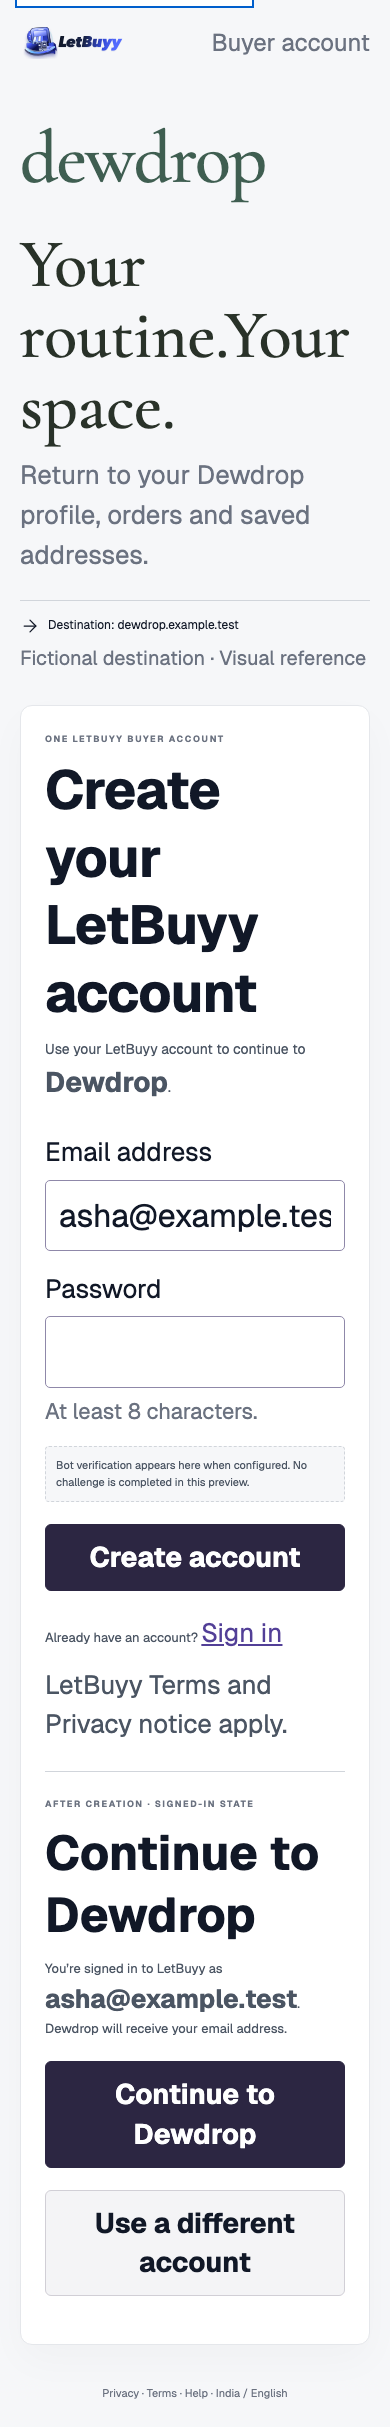 LetBuyy
Buyer account
dewdrop
Your
routine.Your
space.
Return to your Dewdrop
profile, orders and saved
addresses.
→ Destination: dewdrop.example.test
Fictional destination · Visual reference
ONE LETBUYY BUYER ACCOUNT
Create
your
LetBuyy
account
Use your LetBuyy account to continue to
Dewdrop.
Email address
asha@example.tes
Password
At least 8 characters.
Bot verification appears here when configured. No
challenge is completed in this preview.
Create account
Already have an account? Sign in
LetBuyy Terms and
Privacy notice apply.
AFTER CREATION · SIGNED-IN STATE
Continue to
Dewdrop
You're signed in to LetBuyy as
asha@example.test.
Dewdrop will receive your email address.
Continue to
Dewdrop
Use a different
account
Privacy · Terms · Help · India / English